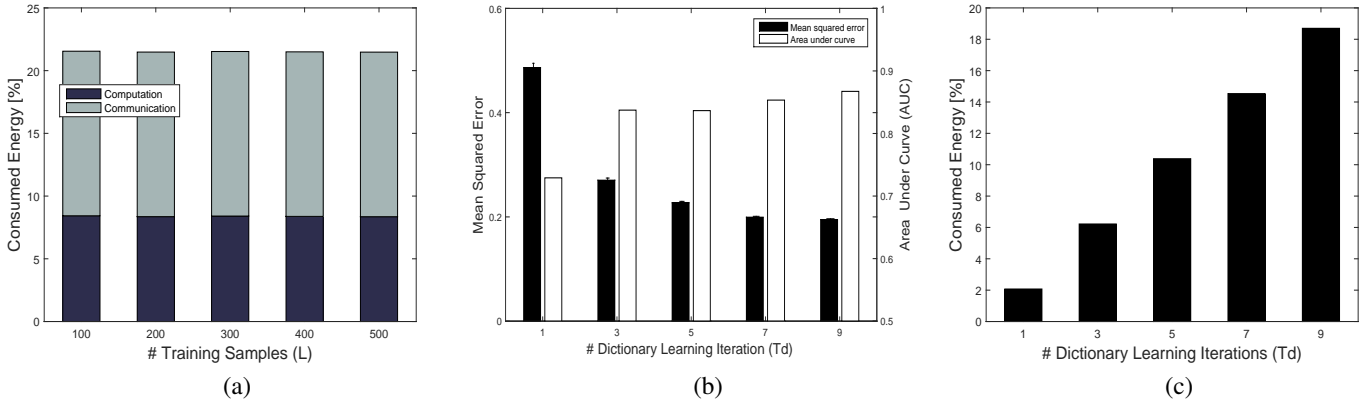 25
20
15
10
5
0
Consumed Energy [%]
Computation
Communication
100 200 300 400 500
# Training Samples (L)
(a)
0.6
0.4
0.2
0
Mean Squared Error
Mean squared error
Area under curve
1
0.9
0.8
0.7
0.6
0.5
Area Under Curve (AUC)
1 3 5 7 9
# Dictionary Learning Iteration (Td)
(b)
20
18
16
14
12
10
8
6
4
2
0
Consumed Energy [%]
1 3 5 7 9
# Dictionary Learning Iterations (Td)
(c)